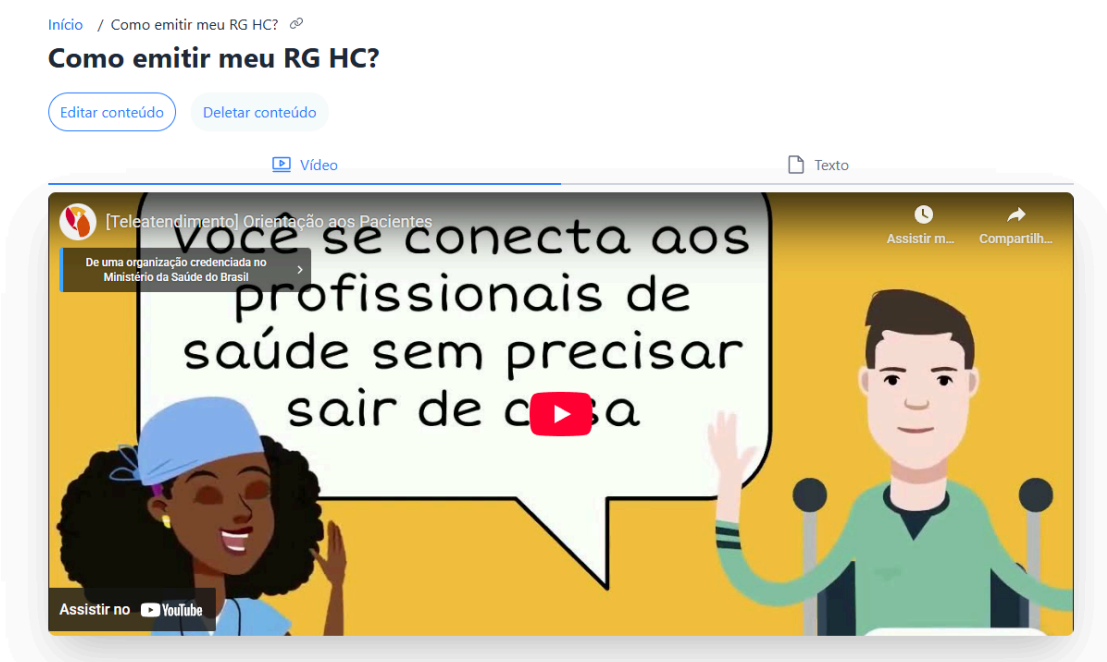 Início / Como emitir meu RG HC?
Como emitir meu RG HC?
Editar conteúdo Deletar conteúdo
Vídeo Texto
[Teleatendimento] Orientação aos Pacientes
Assistir m... Compartilh...
De uma organização credenciada no
Ministério da Saúde do Brasil
Você se conecta aos
profissionais de
saúde sem precisar
sair de
Assistir no YouTube